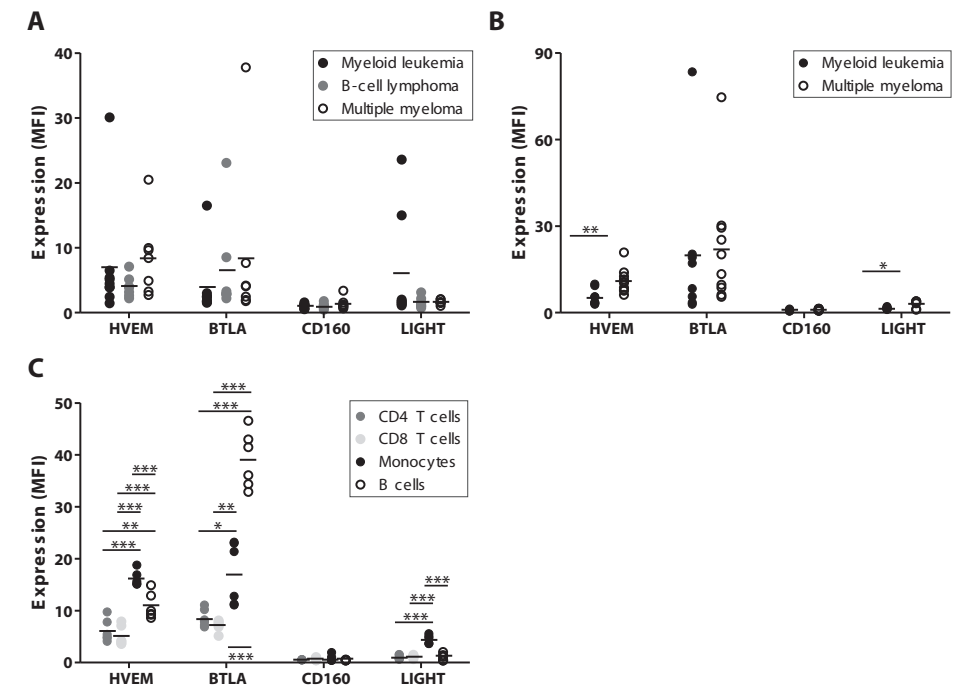 A
Expression (MFI)
40
30
20
10
0
HVEM BTLA CD160 LIGHT
Myeloid leukemia
B-cell lymphoma
Multiple myeloma
B
Expression (MFI)
90
60
30
0
** *
HVEM BTLA CD160 LIGHT
Myeloid leukemia
Multiple myeloma
C
Expression (MFI)
50
40
30
20
10
0
***
***
***
**
***
***
***
**
*
***
***
***
***
HVEM BTLA CD160 LIGHT
CD4 T cells
CD8 T cells
Monocytes
B cells